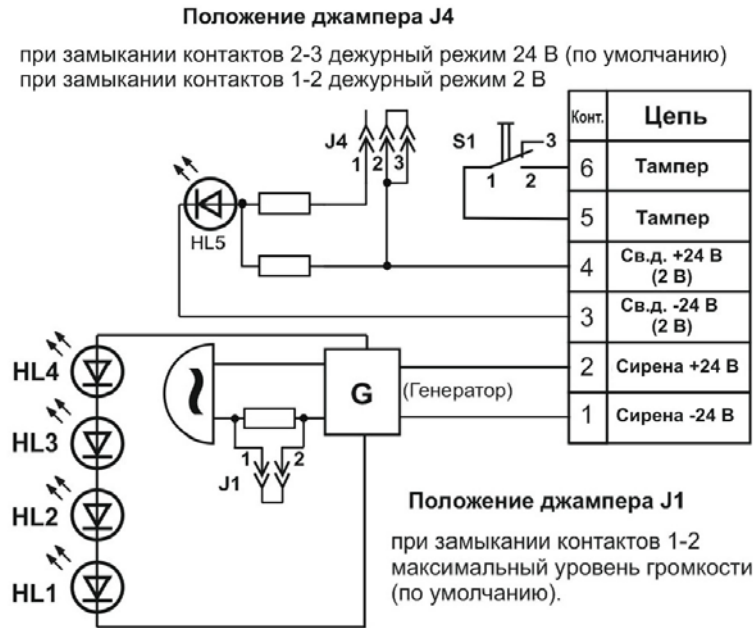 Положение джампера J4
при замыкании контактов 2-3 дежурный режим 24 В (по умолчанию)
при замыкании контактов 1-2 дежурный режим 2 В
Конт. Цепь
6 Тампер
5 Тампер
4 Св.д. +24 В
(2 В)
3 Св.д. -24 В
(2 В)
2 Сирена +24 В
1 Сирена -24 В
J4
1 2 3
S1
3
1 2
HL5
HL4
HL3
HL2
HL1
~
G
(Генератор)
1 2
J1
Положение джампера J1
при замыкании контактов 1-2
максимальный уровень громкости
(по умолчанию).